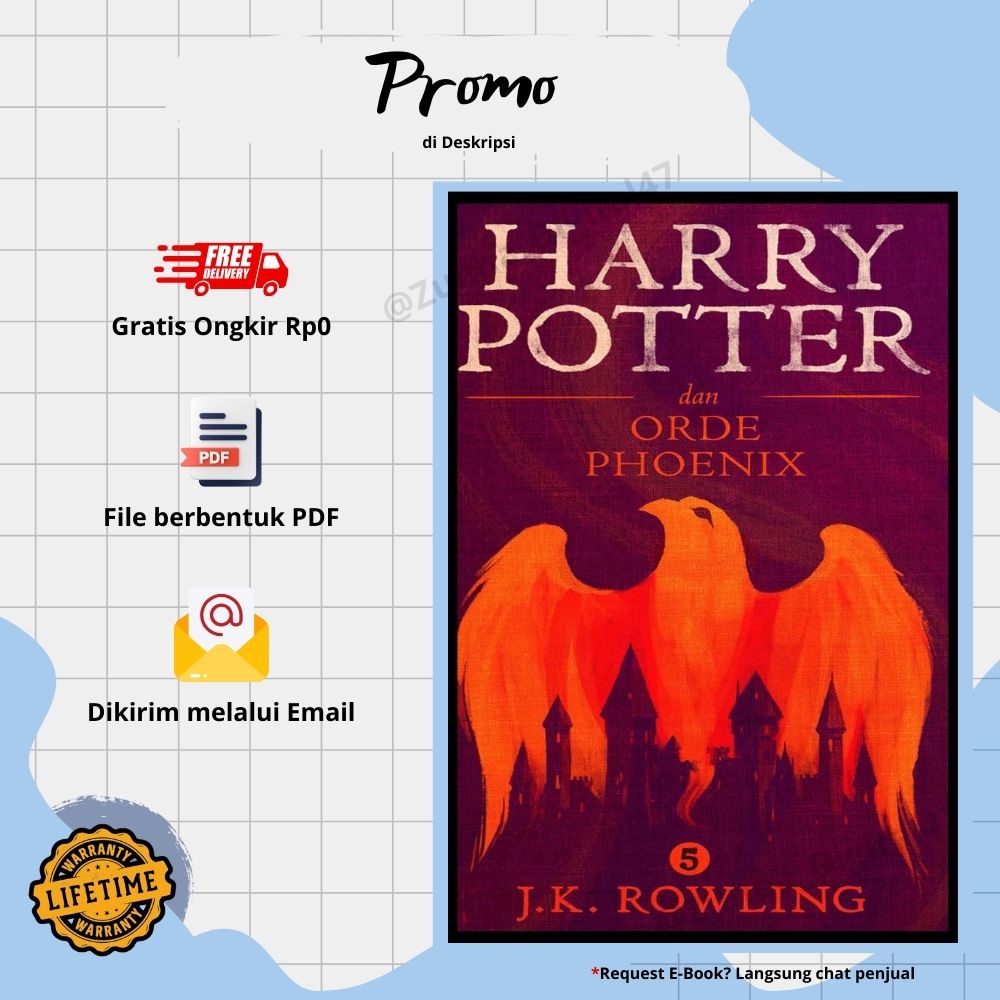 Promo
di Deskripsi
FREE
DELIVERY
Gratis Ongkir Rp0
PDF
File berbentuk PDF
@
Dikirim melalui Email
WARRANTY
LIFETIME
WARRANTY
HARRY
POTTER
dan
ORDE
PHOENIX
5
J.K. ROWLING
*Request E-Book? Langsung chat penjual